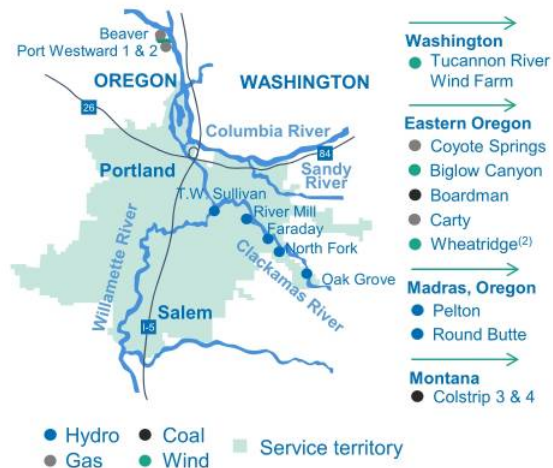 Beaver
Port Westward 1 & 2
OREGON
WASHINGTON
26
Columbia River
84
Portland
Sandy
River
T.W. Sullivan
River Mill
Faraday
North Fork
Oak Grove
Willamette River
Clackamas River
Salem
I-5
Washington
Tucannon River
Wind Farm
Eastern Oregon
Coyote Springs
Biglow Canyon
Boardman
Carty
Wheatridge(2)
Madras, Oregon
Pelton
Round Butte
Montana
Colstrip 3 & 4
Hydro
Coal
Gas
Wind
Service territory